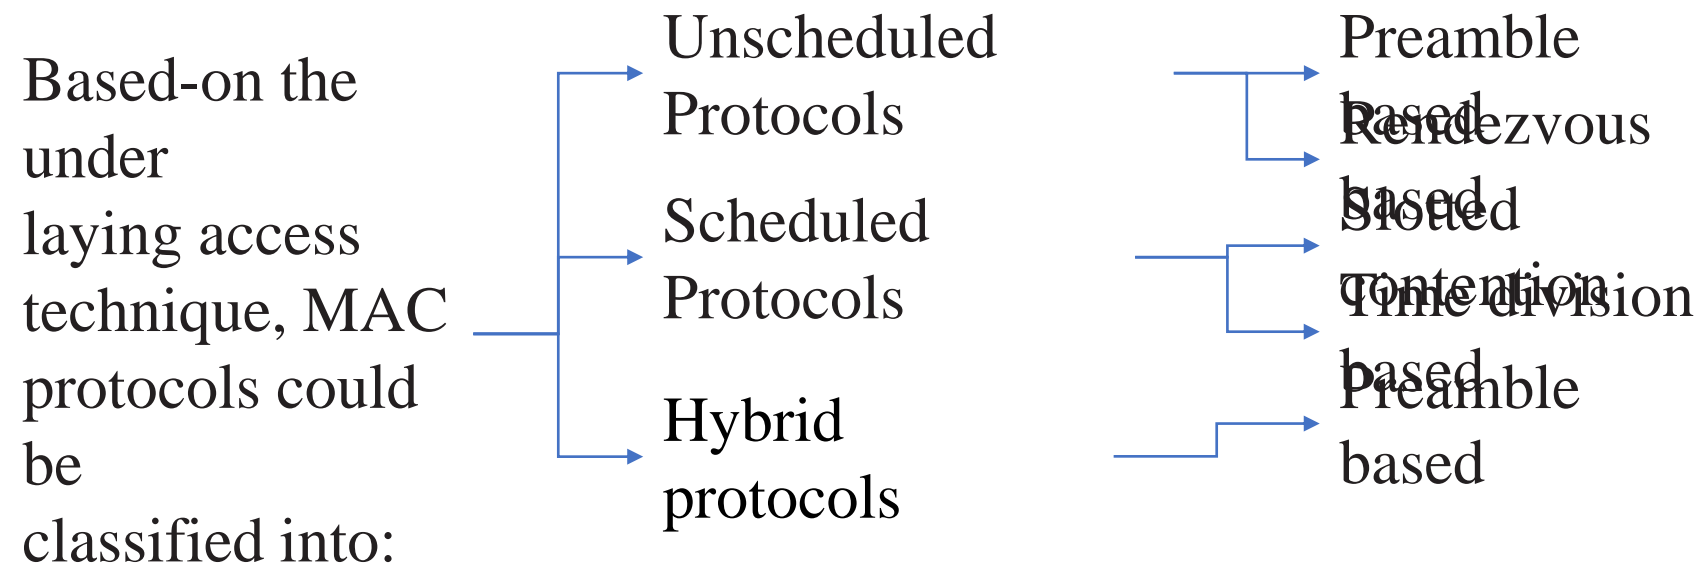 Based-on the
under
laying access
technique, MAC
protocols could
be
classified into:
Unscheduled
Protocols
Scheduled
Protocols
Hybrid
protocols
Preamble
based
Rendezvous
based
Slotted
contention
Time division
based
Preamble
based